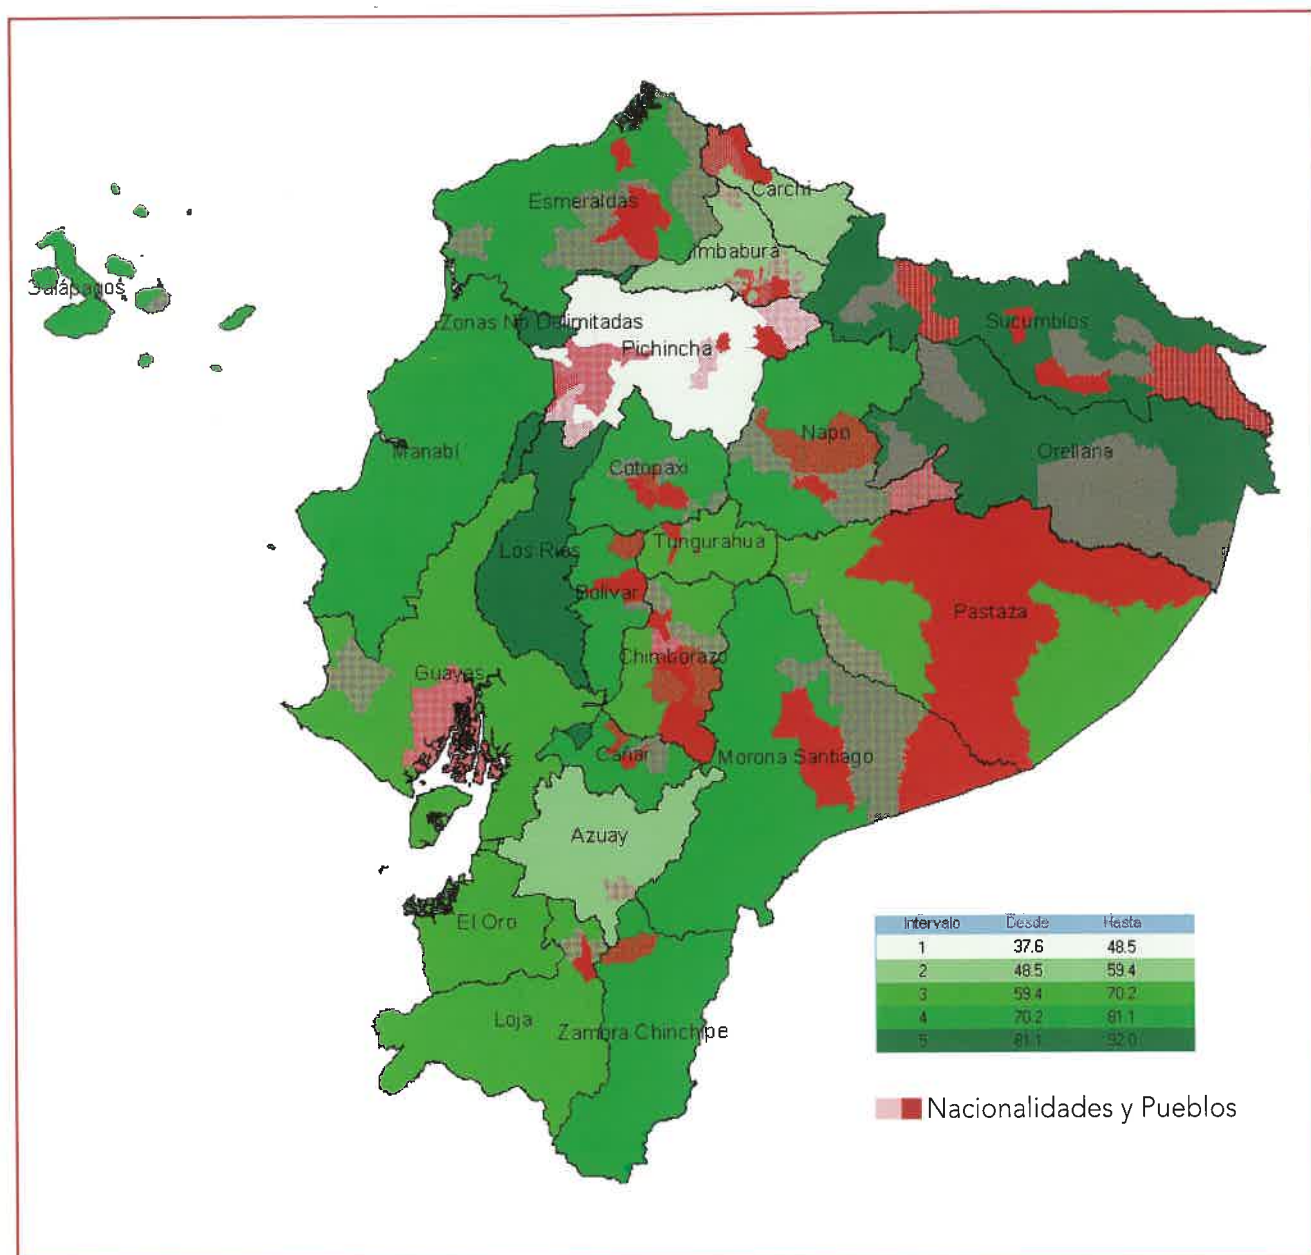 Carchi
Esmeraldas
Imbabura
Galápagos
Zonas No Delimitadas
Sucumbíos
Pichincha
Napo
Manabí
Orellana
Cotopaxi
Tungurahua
Los Rios
Bolivar
Pastaza
Chimborazo
Guayas
Cañar
Morona Santiago
Azuay
El Oro
Loja
Zamora Chinchipe
Intervalo Desde Hasta
1 37.6 48.5
2 48.5 59.4
3 59.4 70.2
4 70.2 81.1
5 81.1 92.0
Nacionalidades y Pueblos